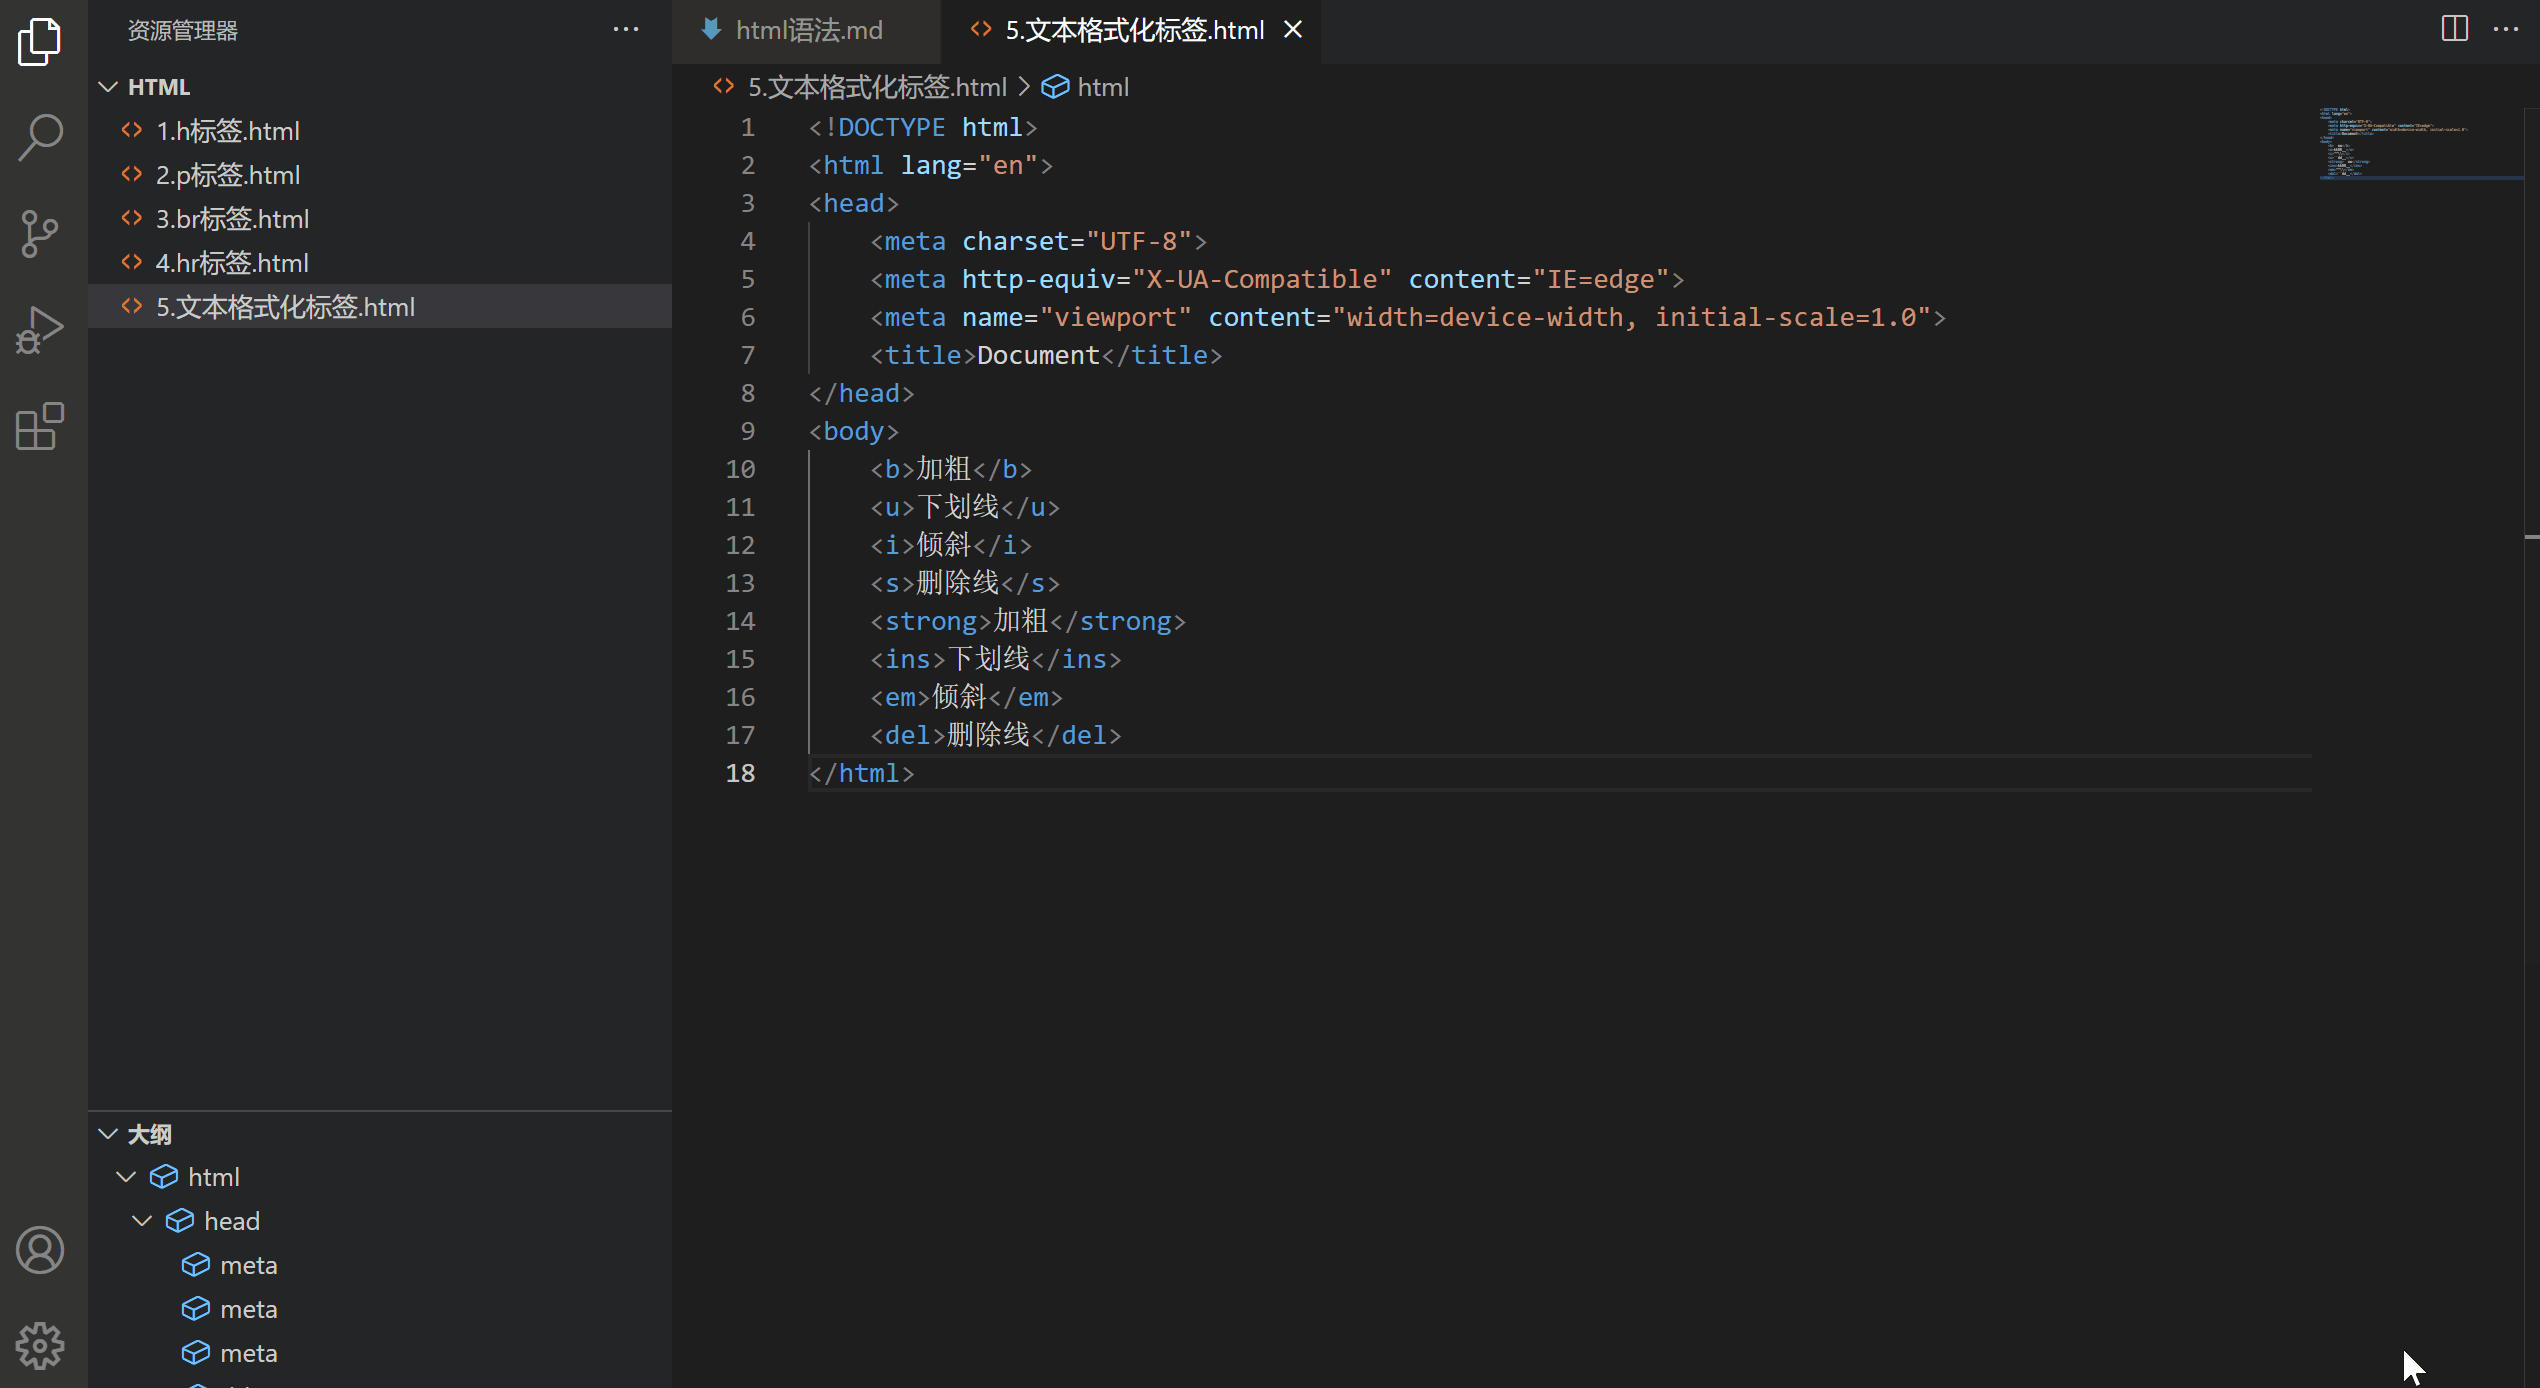 资源管理器
HTML
1.h标签.html
2.p标签.html
3.br标签.html
4.hr标签.html
5.文本格式化标签.html
大纲
html
head
meta
meta
meta
html语法.md
5.文本格式化标签.html
5.文本格式化标签.html > html
1 <!DOCTYPE html>
2 <html lang="en">
3 <head>
4     <meta charset="UTF-8">
5     <meta http-equiv="X-UA-Compatible" content="IE=edge">
6     <meta name="viewport" content="width=device-width, initial-scale=1.0">
7     <title>Document</title>
8 </head>
9 <body>
10     <b>加粗</b>
11     <u>下划线</u>
12     <i>倾斜</i>
13     <s>删除线</s>
14     <strong>加粗</strong>
15     <ins>下划线</ins>
16     <em>倾斜</em>
17     <del>删除线</del>
18 </html>